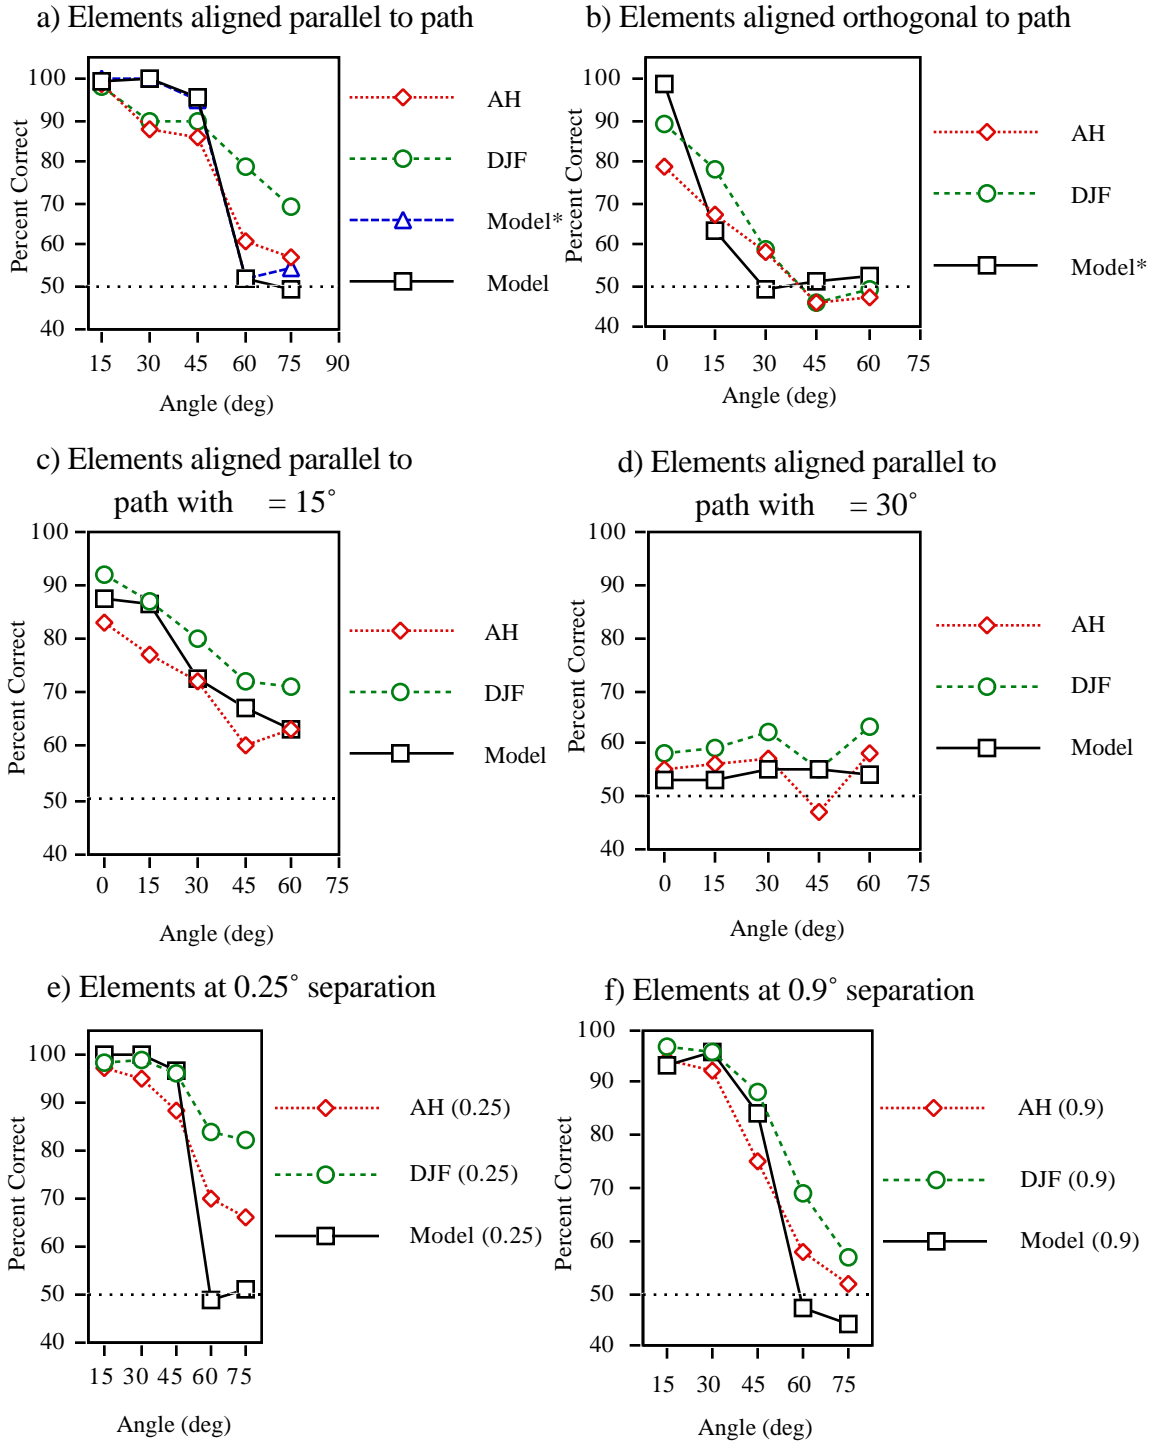 a) Elements aligned parallel to path
100
90
80
70
60
50
40
Percent Correct
15 30 45 60 75 90
Angle (deg)
AH
DJF
Model*
Model
b) Elements aligned orthogonal to path
100
90
80
70
60
50
40
Percent Correct
0 15 30 45 60 75
Angle (deg)
AH
DJF
Model*
c) Elements aligned parallel to
path with = 15˚
100
90
80
70
60
50
40
Percent Correct
0 15 30 45 60 75
Angle (deg)
AH
DJF
Model
d) Elements aligned parallel to
path with = 30˚
100
90
80
70
60
50
40
Percent Correct
0 15 30 45 60 75
Angle (deg)
AH
DJF
Model
e) Elements at 0.25˚ separation
100
90
80
70
60
50
40
Percent Correct
15 30 45 60 75
Angle (deg)
AH (0.25)
DJF (0.25)
Model (0.25)
f) Elements at 0.9˚ separation
100
90
80
70
60
50
40
Percent Correct
15 30 45 60 75
Angle (deg)
AH (0.9)
DJF (0.9)
Model (0.9)